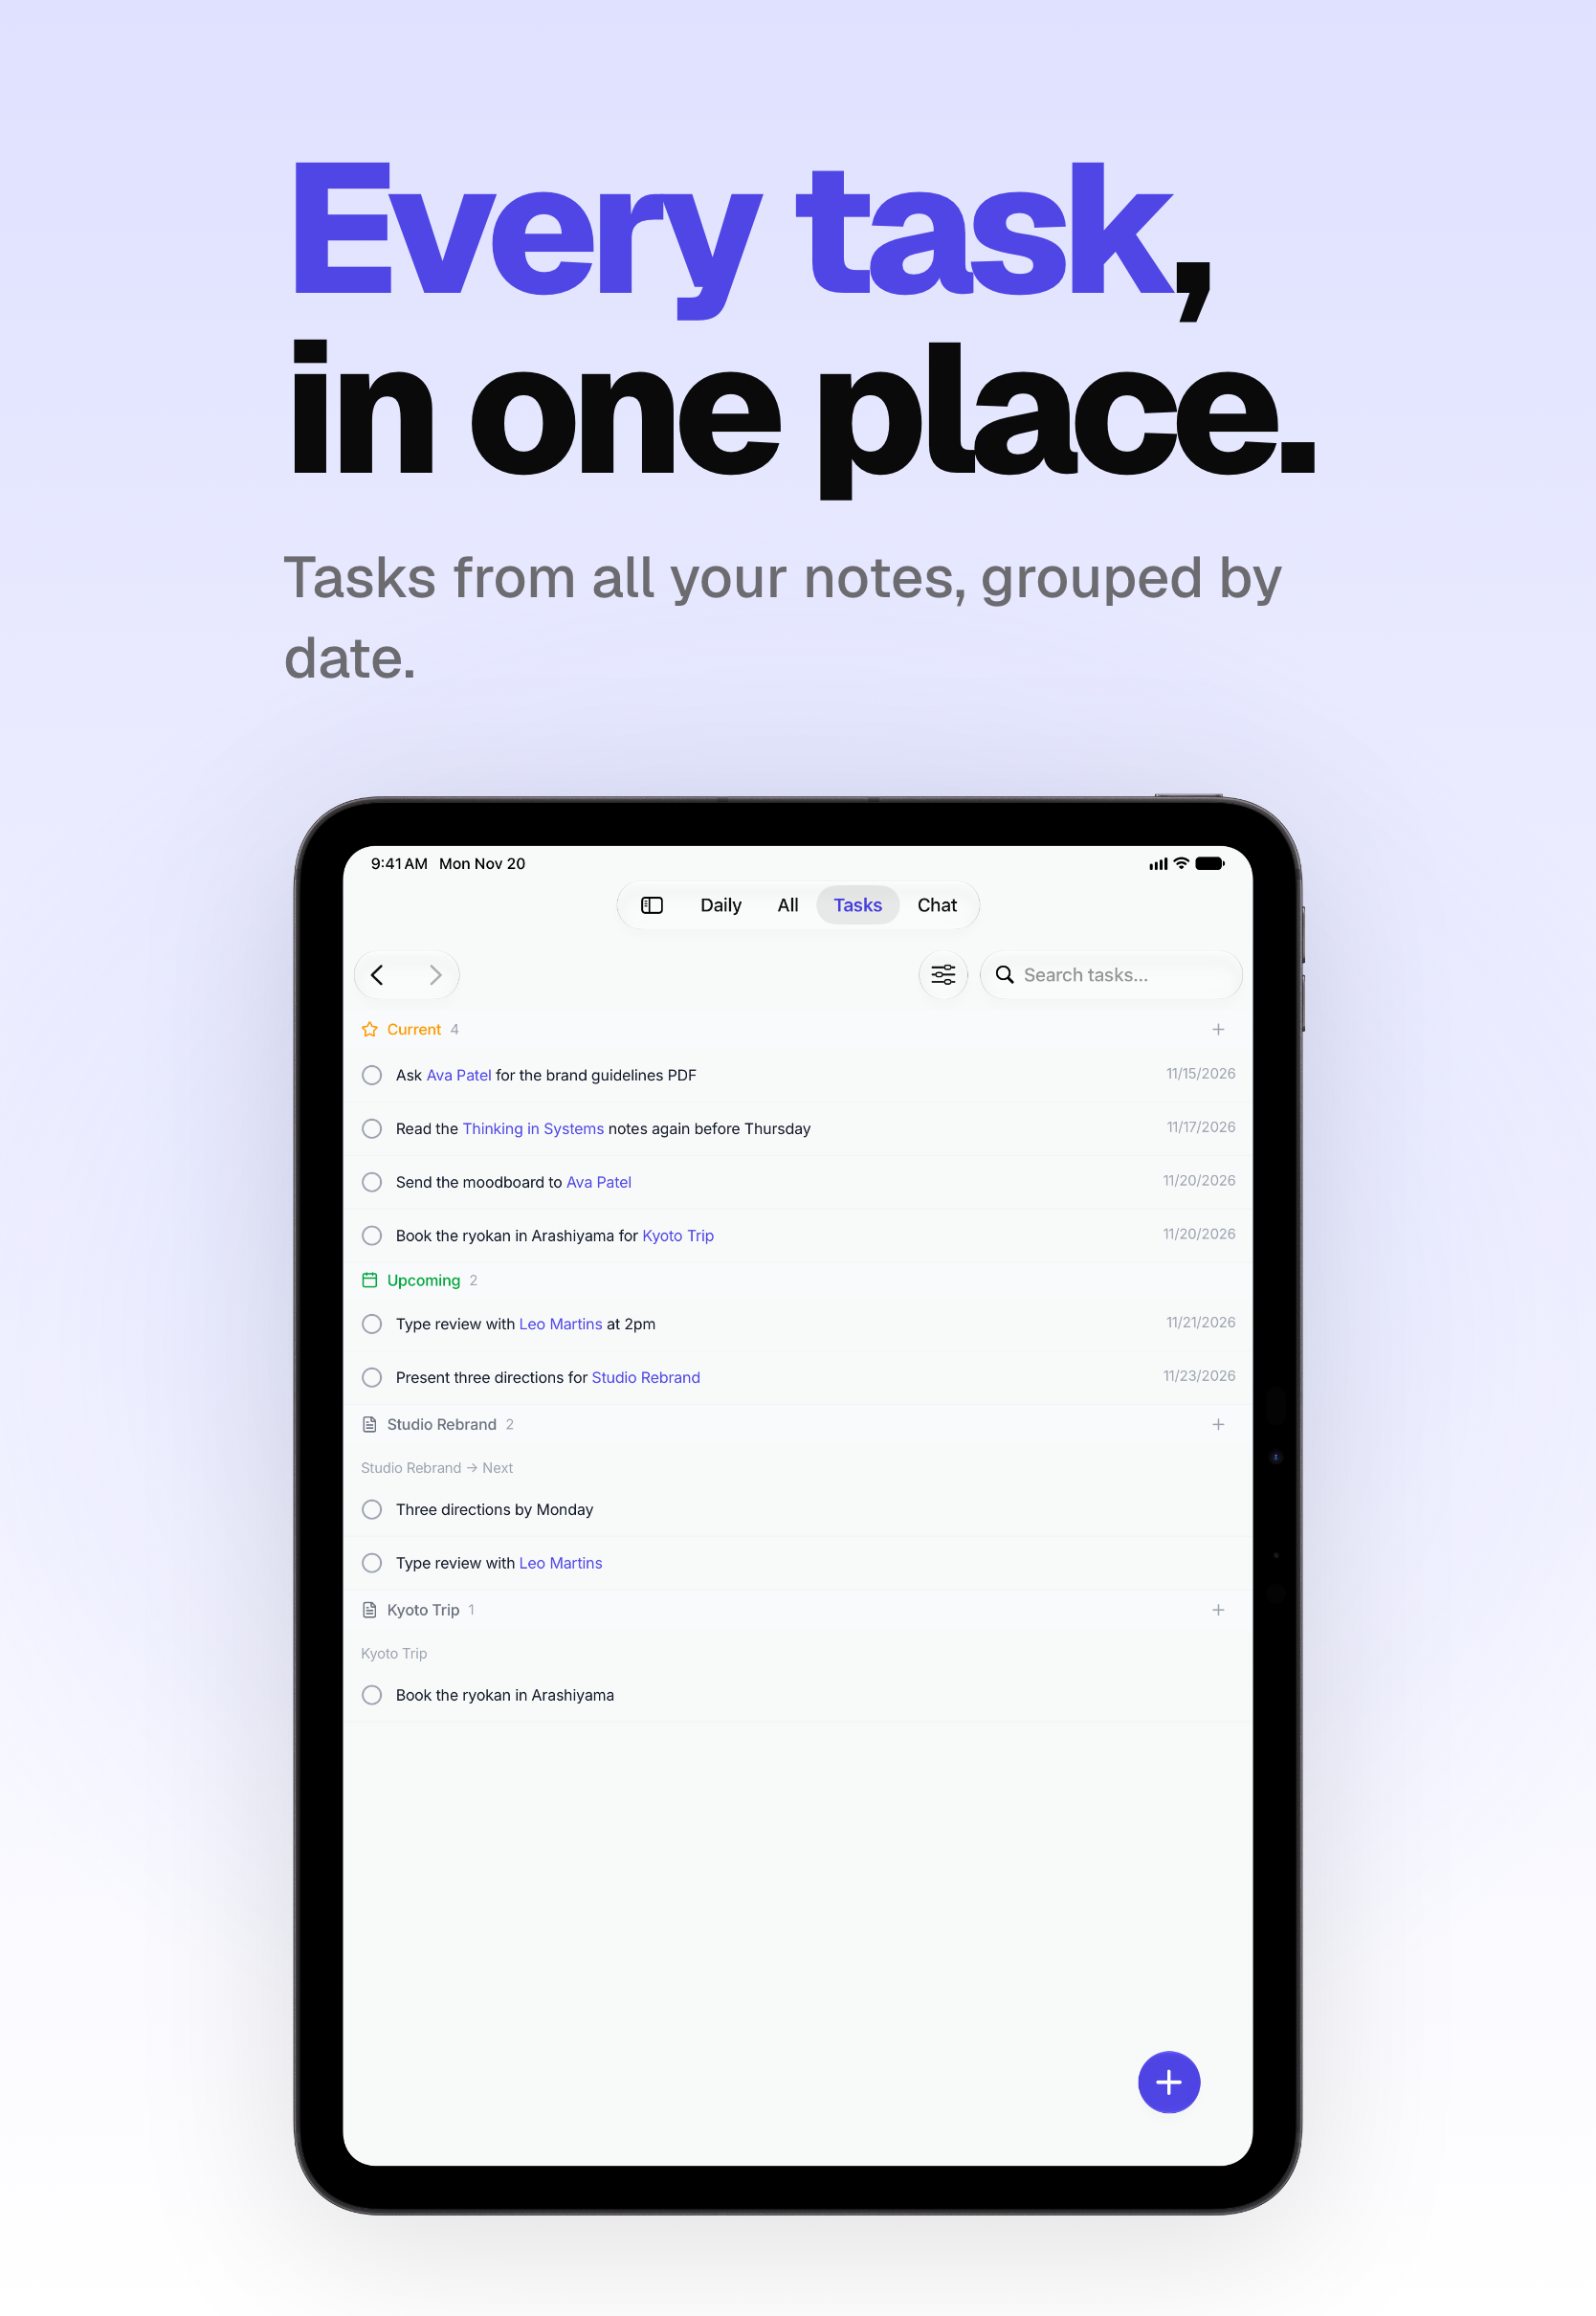 Every task,
in one place.
Tasks from all your notes, grouped by
date.
9:41 AM Mon Nov 20
Daily All Tasks Chat
Search tasks...
Current 4
Ask Ava Patel for the brand guidelines PDF 11/15/2026
Read the Thinking in Systems notes again before Thursday 11/17/2026
Send the moodboard to Ava Patel 11/20/2026
Book the ryokan in Arashiyama for Kyoto Trip 11/20/2026
Upcoming 2
Type review with Leo Martins at 2pm 11/21/2026
Present three directions for Studio Rebrand 11/23/2026
Studio Rebrand 2
Studio Rebrand → Next
Three directions by Monday
Type review with Leo Martins
Kyoto Trip 1
Kyoto Trip
Book the ryokan in Arashiyama